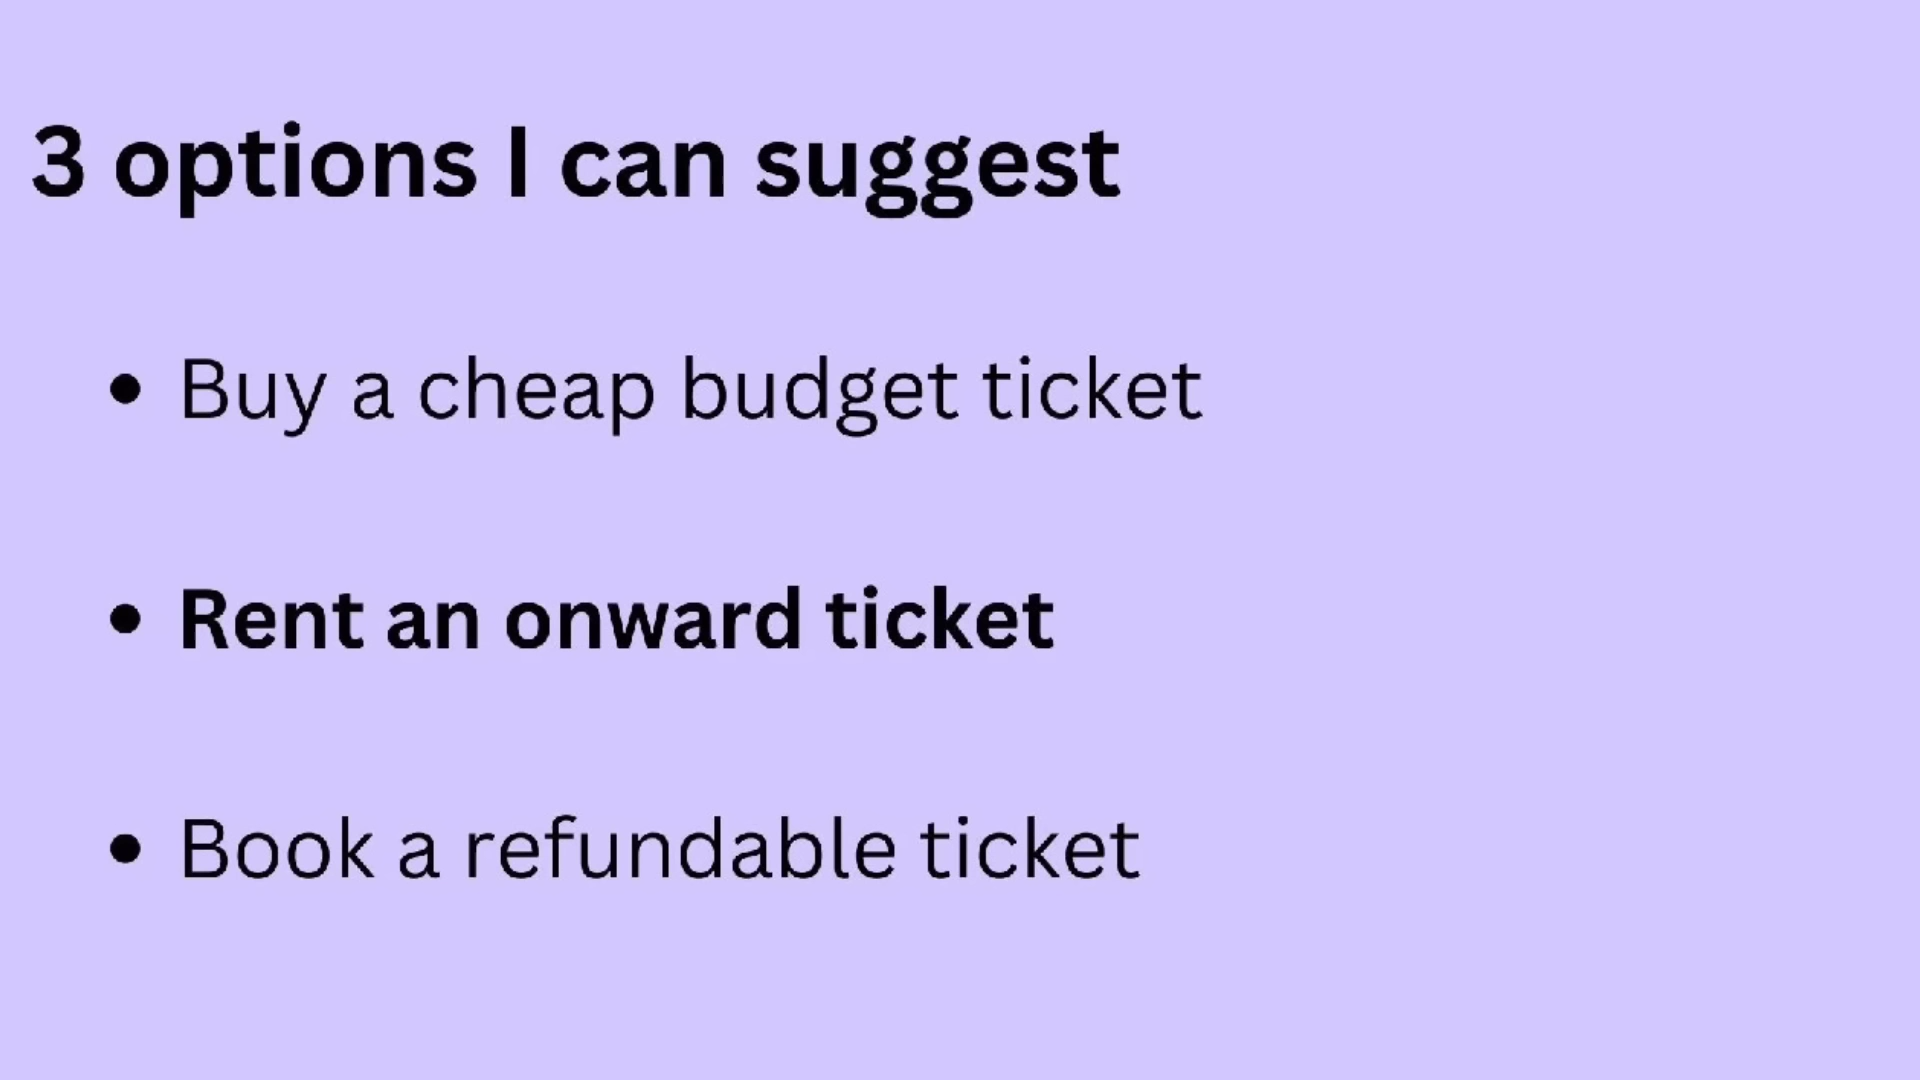 3 options I can suggest
• Buy a cheap budget ticket
• Rent an onward ticket
• Book a refundable ticket